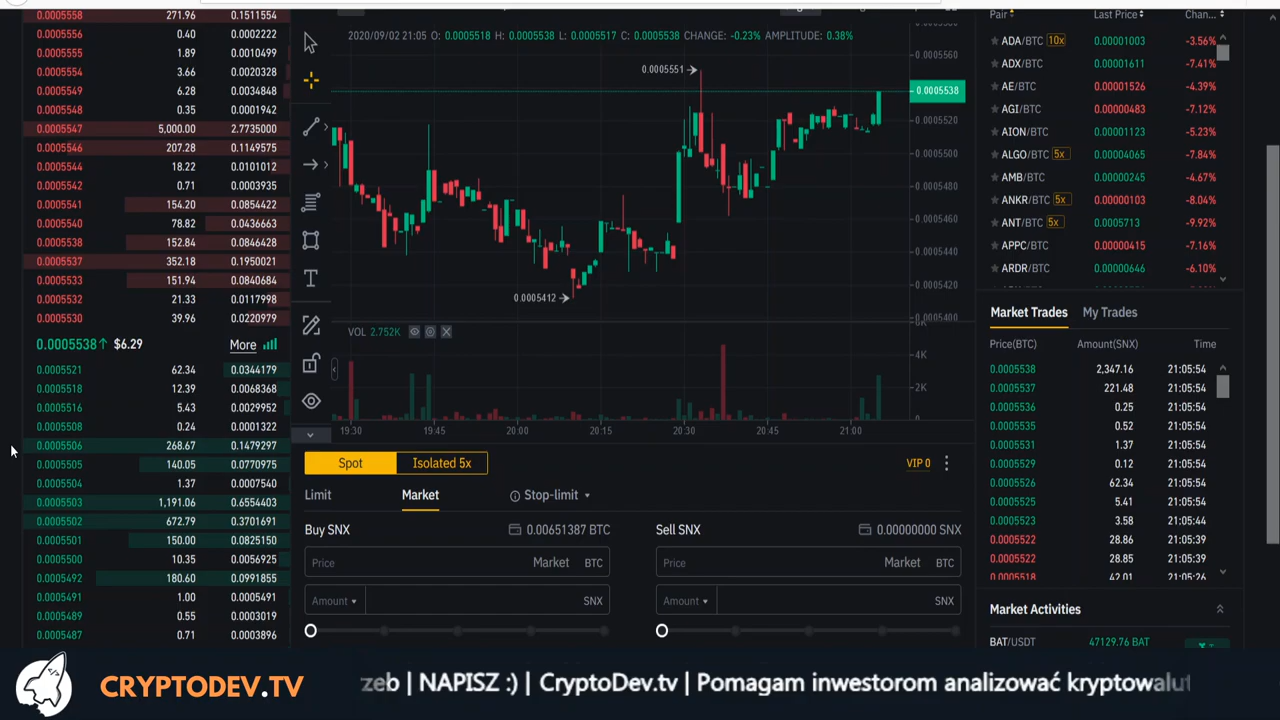 0.0005558 271.96 0.1511554
0.0005556 0.40 0.0002222
0.0005555 1.89 0.0010499
0.0005554 3.66 0.0020328
0.0005549 6.28 0.0034848
0.0005548 0.35 0.0001942
0.0005547 5,000.00 2.7735000
0.0005546 207.28 0.1149575
0.0005544 18.22 0.0101012
0.0005542 0.71 0.0003935
0.0005541 154.20 0.0854422
0.0005540 78.82 0.0436663
0.0005538 152.84 0.0846428
0.0005537 352.18 0.1950021
0.0005533 151.94 0.0840684
0.0005532 21.33 0.0117998
0.0005530 39.96 0.0220979
0.0005538↑ $6.29 More
0.0005521 62.34 0.0344179
0.0005518 12.39 0.0068368
0.0005516 5.43 0.0029952
0.0005508 0.24 0.0001322
0.0005506 268.67 0.1479297
0.0005505 140.05 0.0770975
0.0005504 1.37 0.0007540
0.0005503 1,191.06 0.6554403
0.0005502 672.79 0.3701691
0.0005501 150.00 0.0825150
0.0005500 10.35 0.0056925
0.0005492 180.60 0.0991855
0.0005491 1.00 0.0005491
0.0005489 0.55 0.0003019
0.0005487 0.71 0.0003896
2020/09/02 21:05 O: 0.0005518 H: 0.0005538 L: 0.0005517 C: 0.0005538 CHANGE: -0.23% AMPLITUDE: 0.38%
0.0005551
0.0005412
0.0005560
0.0005538
0.0005520
0.0005500
0.0005480
0.0005460
0.0005440
0.0005420
0.0005400
VOL 2.752K
6K
4K
2K
0
19:30 19:45 20:00 20:15 20:30 20:45 21:00
Spot Isolated 5x VIP 0
Limit Market Stop-limit
Buy SNX 0.00651387 BTC
Price Market BTC
Amount SNX
Sell SNX 0.00000000 SNX
Price Market BTC
Amount SNX
Pair Last Price Chan...
ADA/BTC 10x 0.00001003 -3.56%
ADX/BTC 0.00001611 -7.41%
AE/BTC 0.00001526 -4.39%
AGI/BTC 0.00000483 -7.12%
AION/BTC 0.00001123 -5.23%
ALGO/BTC 5x 0.00004065 -7.84%
AMB/BTC 0.00000245 -4.67%
ANKR/BTC 5x 0.00000103 -8.04%
ANT/BTC 5x 0.0005713 -9.92%
APPC/BTC 0.00000415 -7.16%
ARDR/BTC 0.00000646 -6.10%
Market Trades My Trades
Price(BTC) Amount(SNX) Time
0.0005538 2,347.16 21:05:54
0.0005537 221.48 21:05:54
0.0005536 0.25 21:05:54
0.0005535 0.52 21:05:54
0.0005531 1.37 21:05:54
0.0005529 0.12 21:05:54
0.0005526 62.34 21:05:54
0.0005525 5.41 21:05:54
0.0005523 3.58 21:05:44
0.0005522 28.86 21:05:39
0.0005522 28.85 21:05:39
0.0005518 42.01 21:05:26
Market Activities
BAT/USDT 47129.76 BAT
CRYPTODEV.TV
zeb | NAPISZ :) | CryptoDev.tv | Pomagam inwestorom analizować kryptowalut